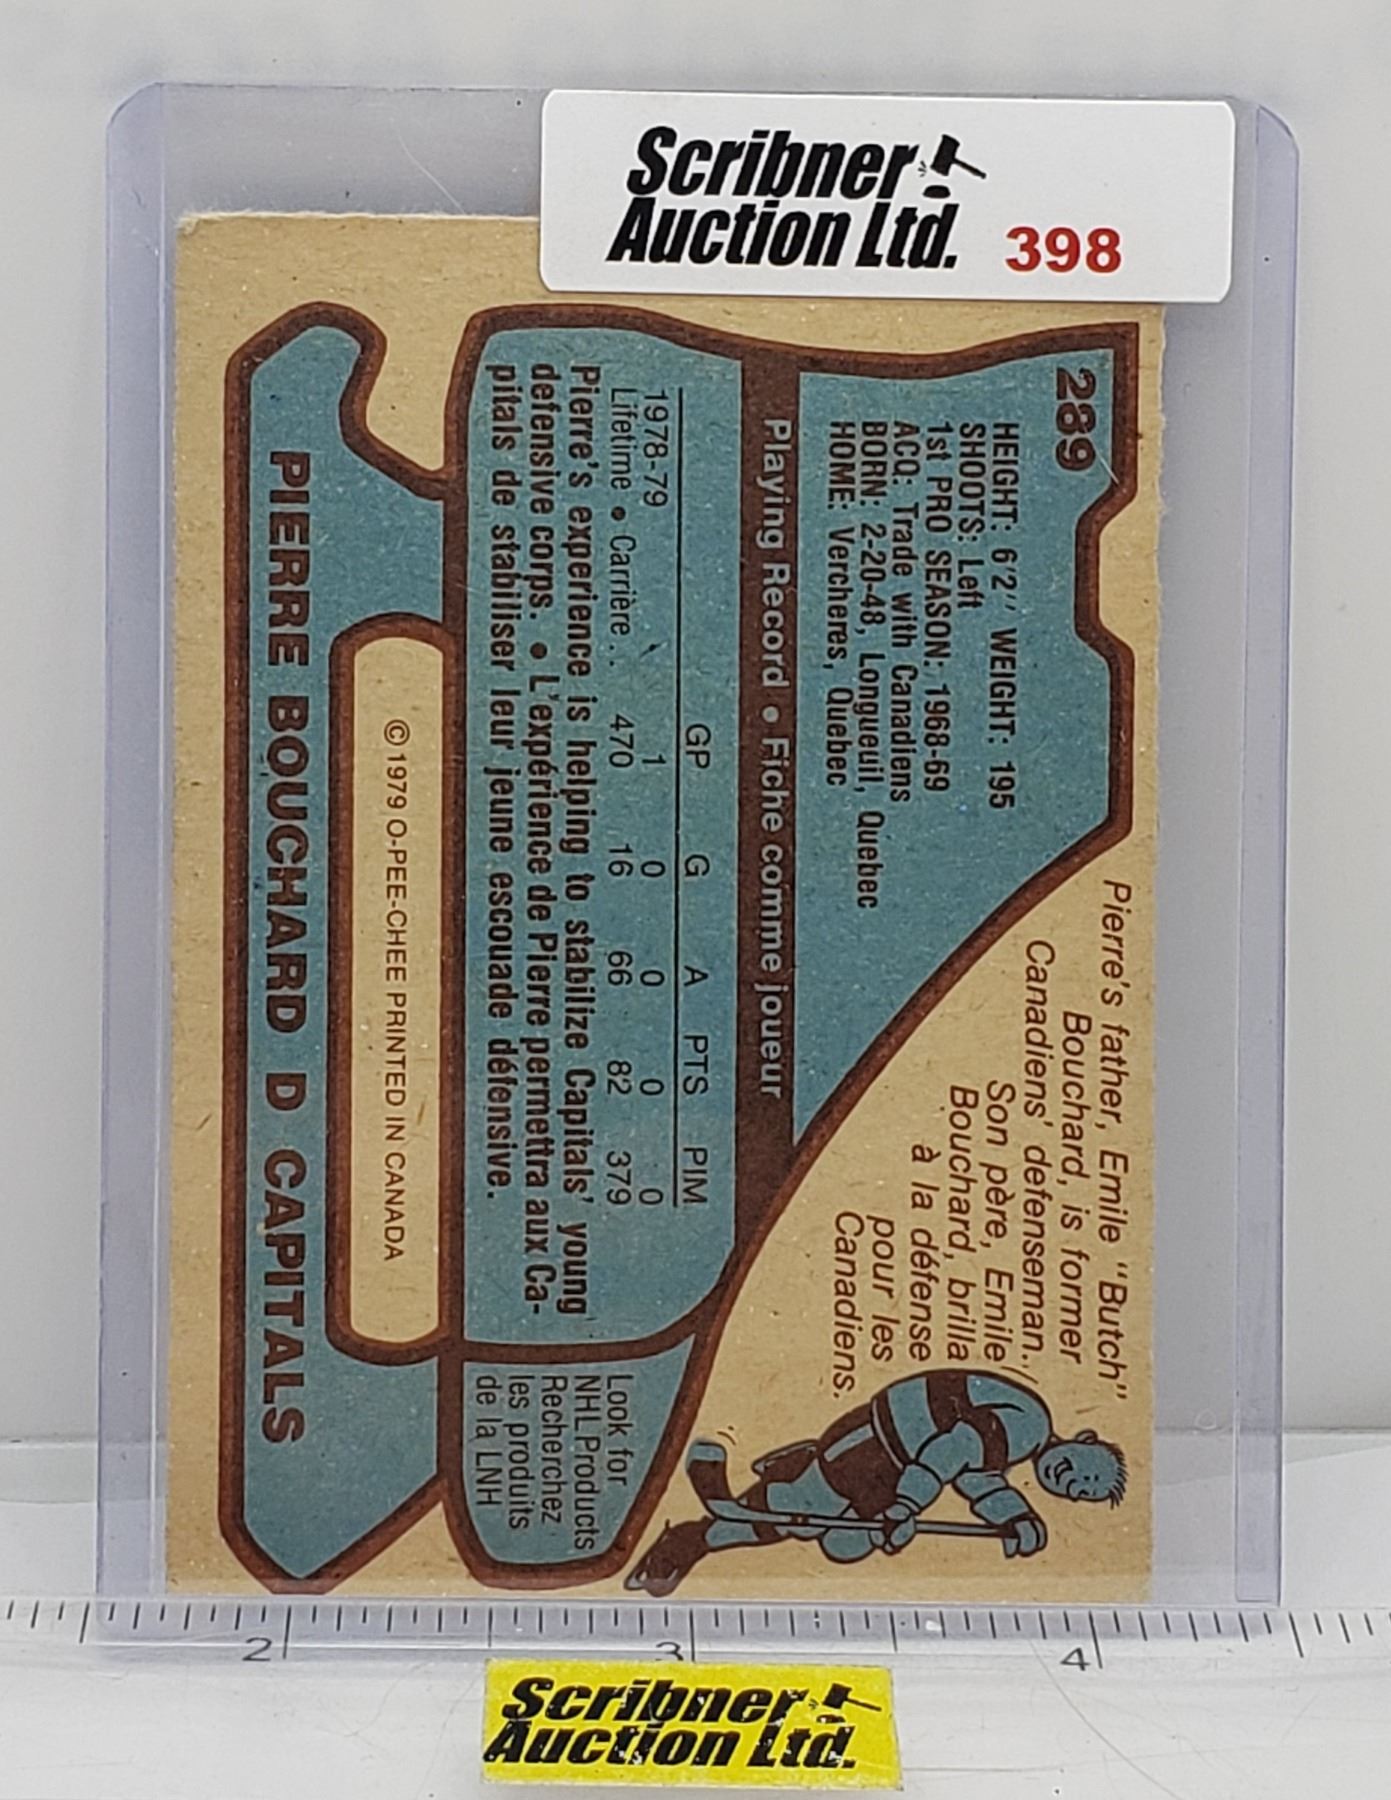 Scribner
Auction Ltd.
398
289
HEIGHT: 6'2'' WEIGHT: 195
SHOOTS: Left
1st PRO SEASON: 1968-69
ACQ: Trade with Canadiens
BORN: 2-20-48, Longueuil, Quebec
HOME: Vercheres, Quebec
Pierre's father, Emile "Butch"
Bouchard, is former
Canadiens' defenseman.
Son père, Emile
Bouchard, brilla
à la défense
pour les
Canadiens.
Playing Record • Fiche comme joueur
GP G A PTS PIM
1978-79 1 0 0 0 0
Lifetime • Carrière . . 470 16 66 82 379
Pierre's experience is helping to stabilize Capitals' young
defensive corps. • L'expérience de Pierre permettra aux Ca-
pitals de stabiliser leur jeune escouade défensive.
Look for
NHL Products
Recherchez
les produits
de la LNH
© 1979 O-PEE-CHEE PRINTED IN CANADA
PIERRE BOUCHARD D CAPITALS
2 3 4
Scribner
Auction Ltd.